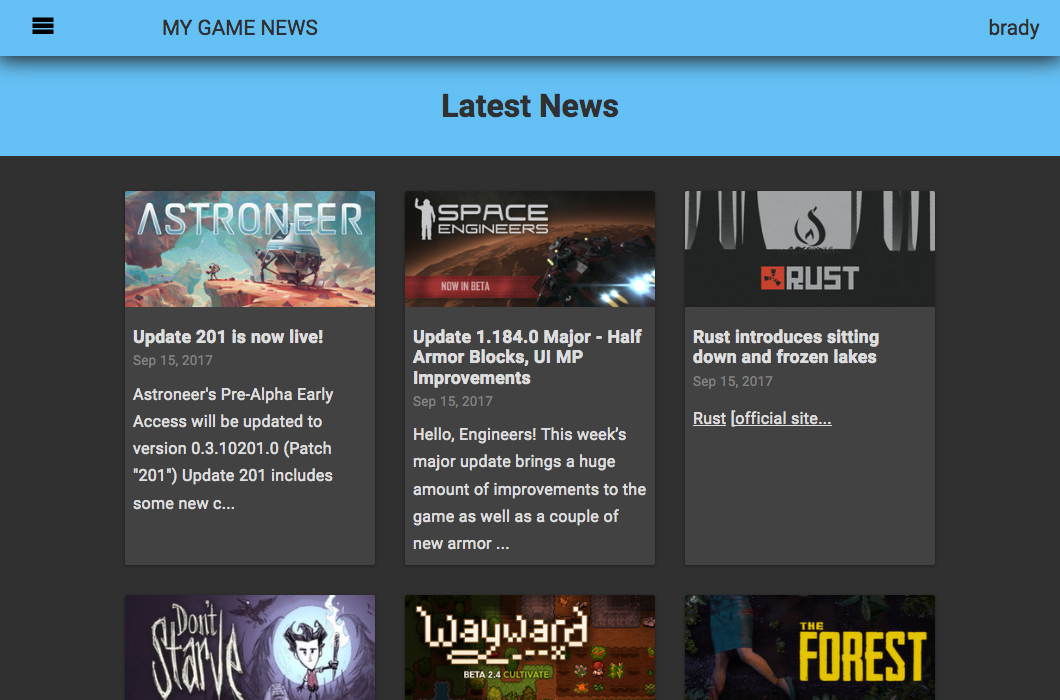 MY GAME NEWS
brady
Latest News
ASTRONEER
Update 201 is now live!
Sep 15, 2017
Astroneer's Pre-Alpha Early
Access will be updated to
version 0.3.10201.0 (Patch
"201") Update 201 includes
some new c...
SPACE
ENGINEERS
NOW IN BETA
Update 1.184.0 Major - Half
Armor Blocks, UI MP
Improvements
Sep 15, 2017
Hello, Engineers! This week’s
major update brings a huge
amount of improvements to the
game as well as a couple of
new armor ...
RUST
Rust introduces sitting
down and frozen lakes
Sep 15, 2017
Rust [official site...
Don't
Starve
Wayward
BETA 2.4 CULTIVATE
THE
FOREST